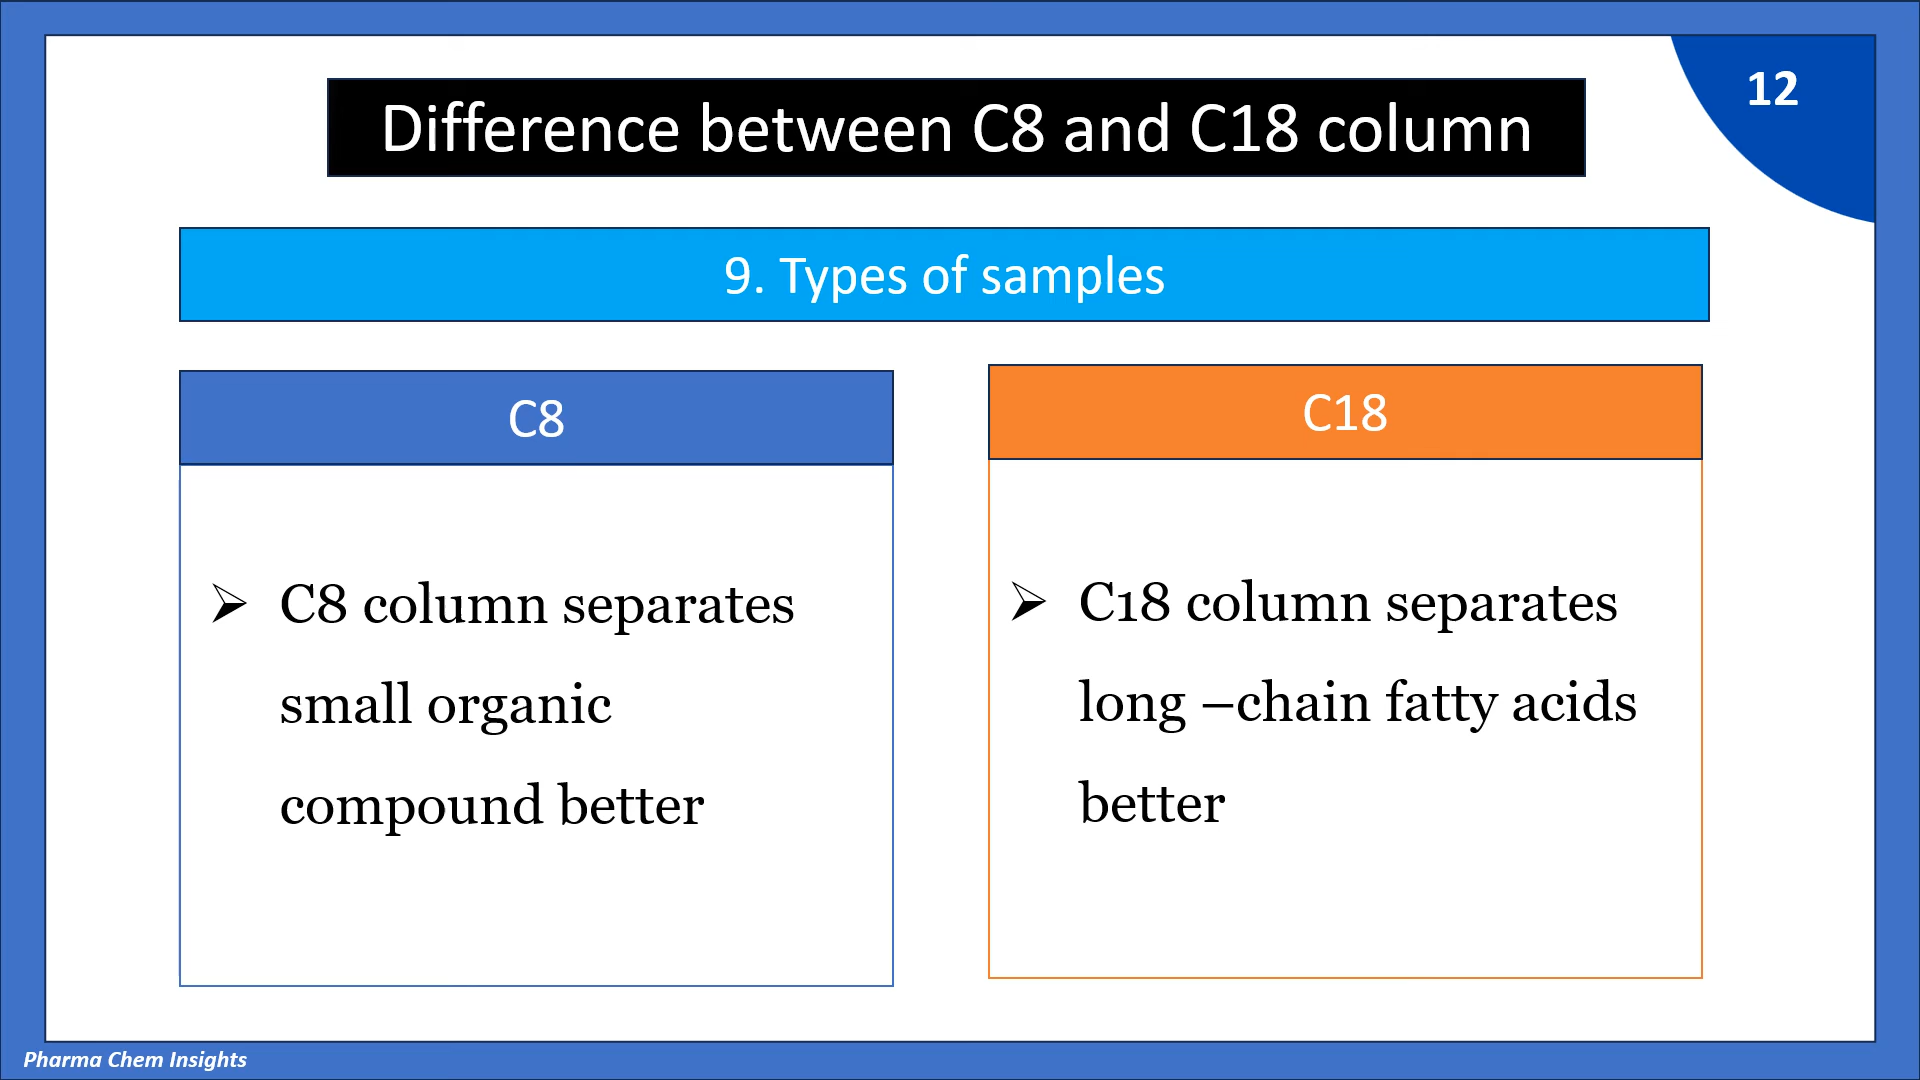 12
Difference between C8 and C18 column
9. Types of samples
C8
➢ C8 column separates
small organic
compound better
C18
➢ C18 column separates
long –chain fatty acids
better
Pharma Chem Insights